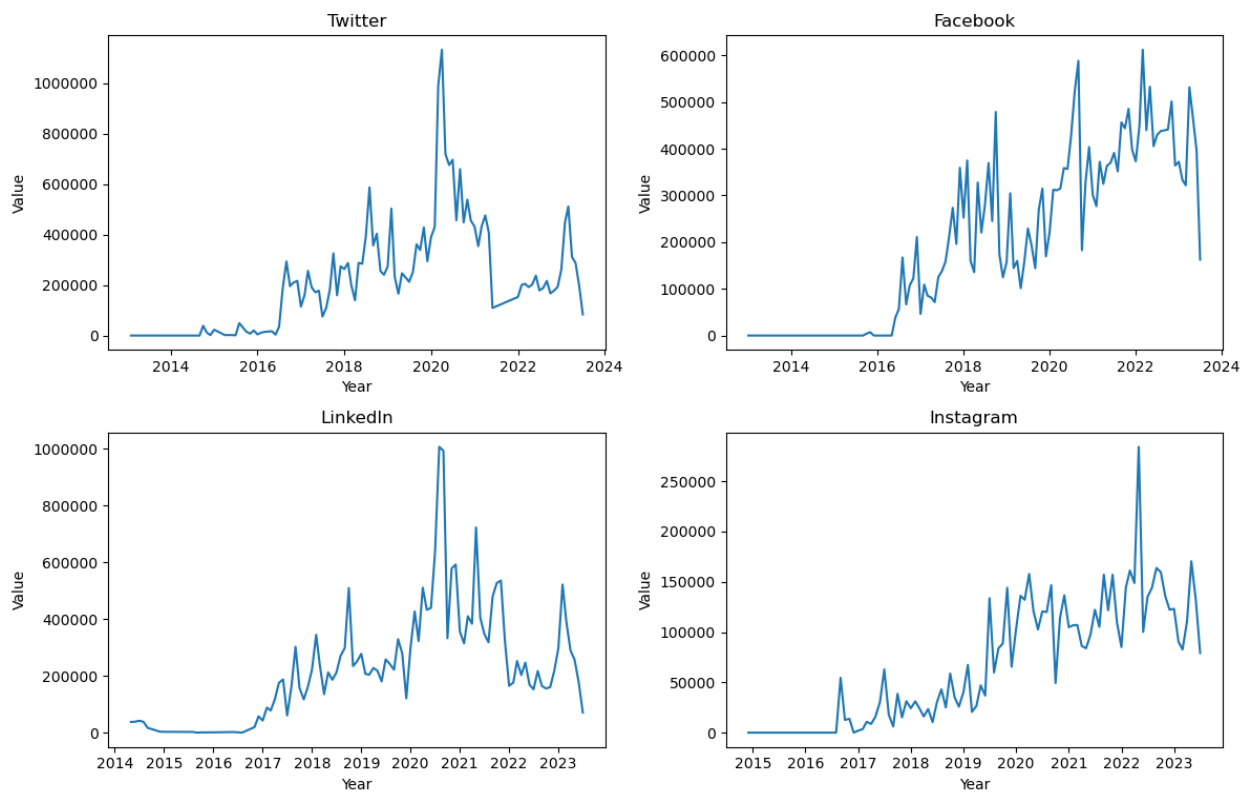 Twitter
1000000
800000
600000
400000
200000
0
Value
2014 2016 2018 2020 2022 2024
Year
Facebook
600000
500000
400000
300000
200000
100000
0
Value
2014 2016 2018 2020 2022 2024
Year
LinkedIn
1000000
800000
600000
400000
200000
0
Value
2014 2015 2016 2017 2018 2019 2020 2021 2022 2023
Year
Instagram
250000
200000
150000
100000
50000
0
Value
2015 2016 2017 2018 2019 2020 2021 2022 2023
Year